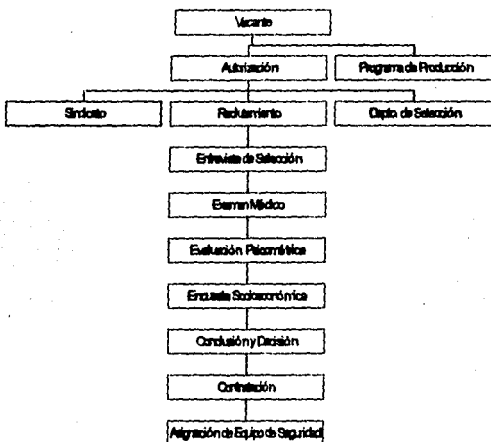 Vacante
Autorización
Programa de Producción
Sindicato
Reclutamiento
Depto. de Selección
Entrevista de Selección
Examen Médico
Evaluación Psicométrica
Encuesta Socioeconómica
Conclusión y Decisión
Contratación
Asignación de Equipo de Seguridad